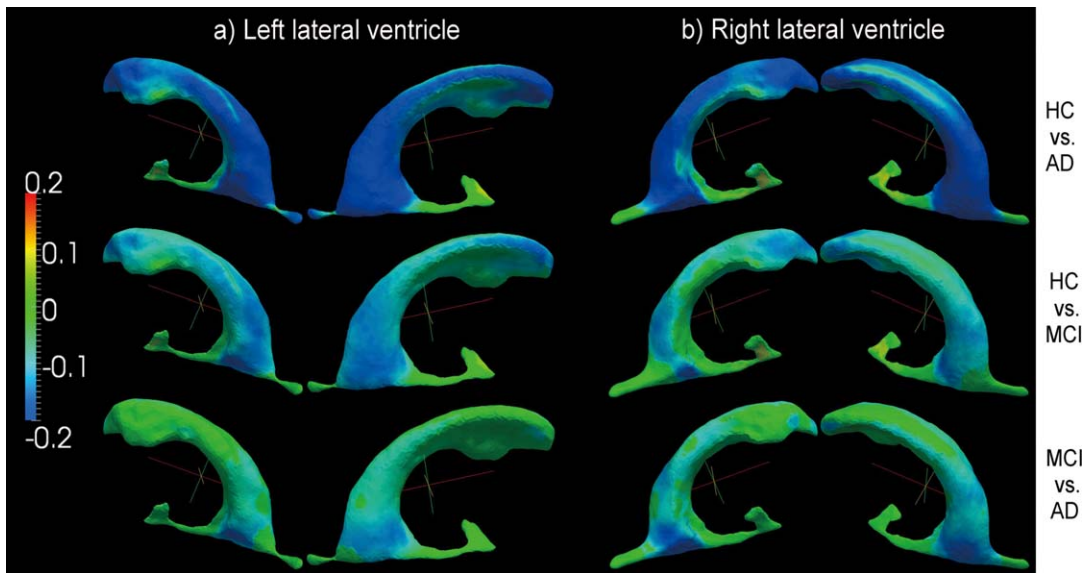 a) Left lateral ventricle
b) Right lateral ventricle
HC
vs.
AD
0.2
0.1
0
-0.1
-0.2
HC
vs.
MCI
MCI
vs.
AD